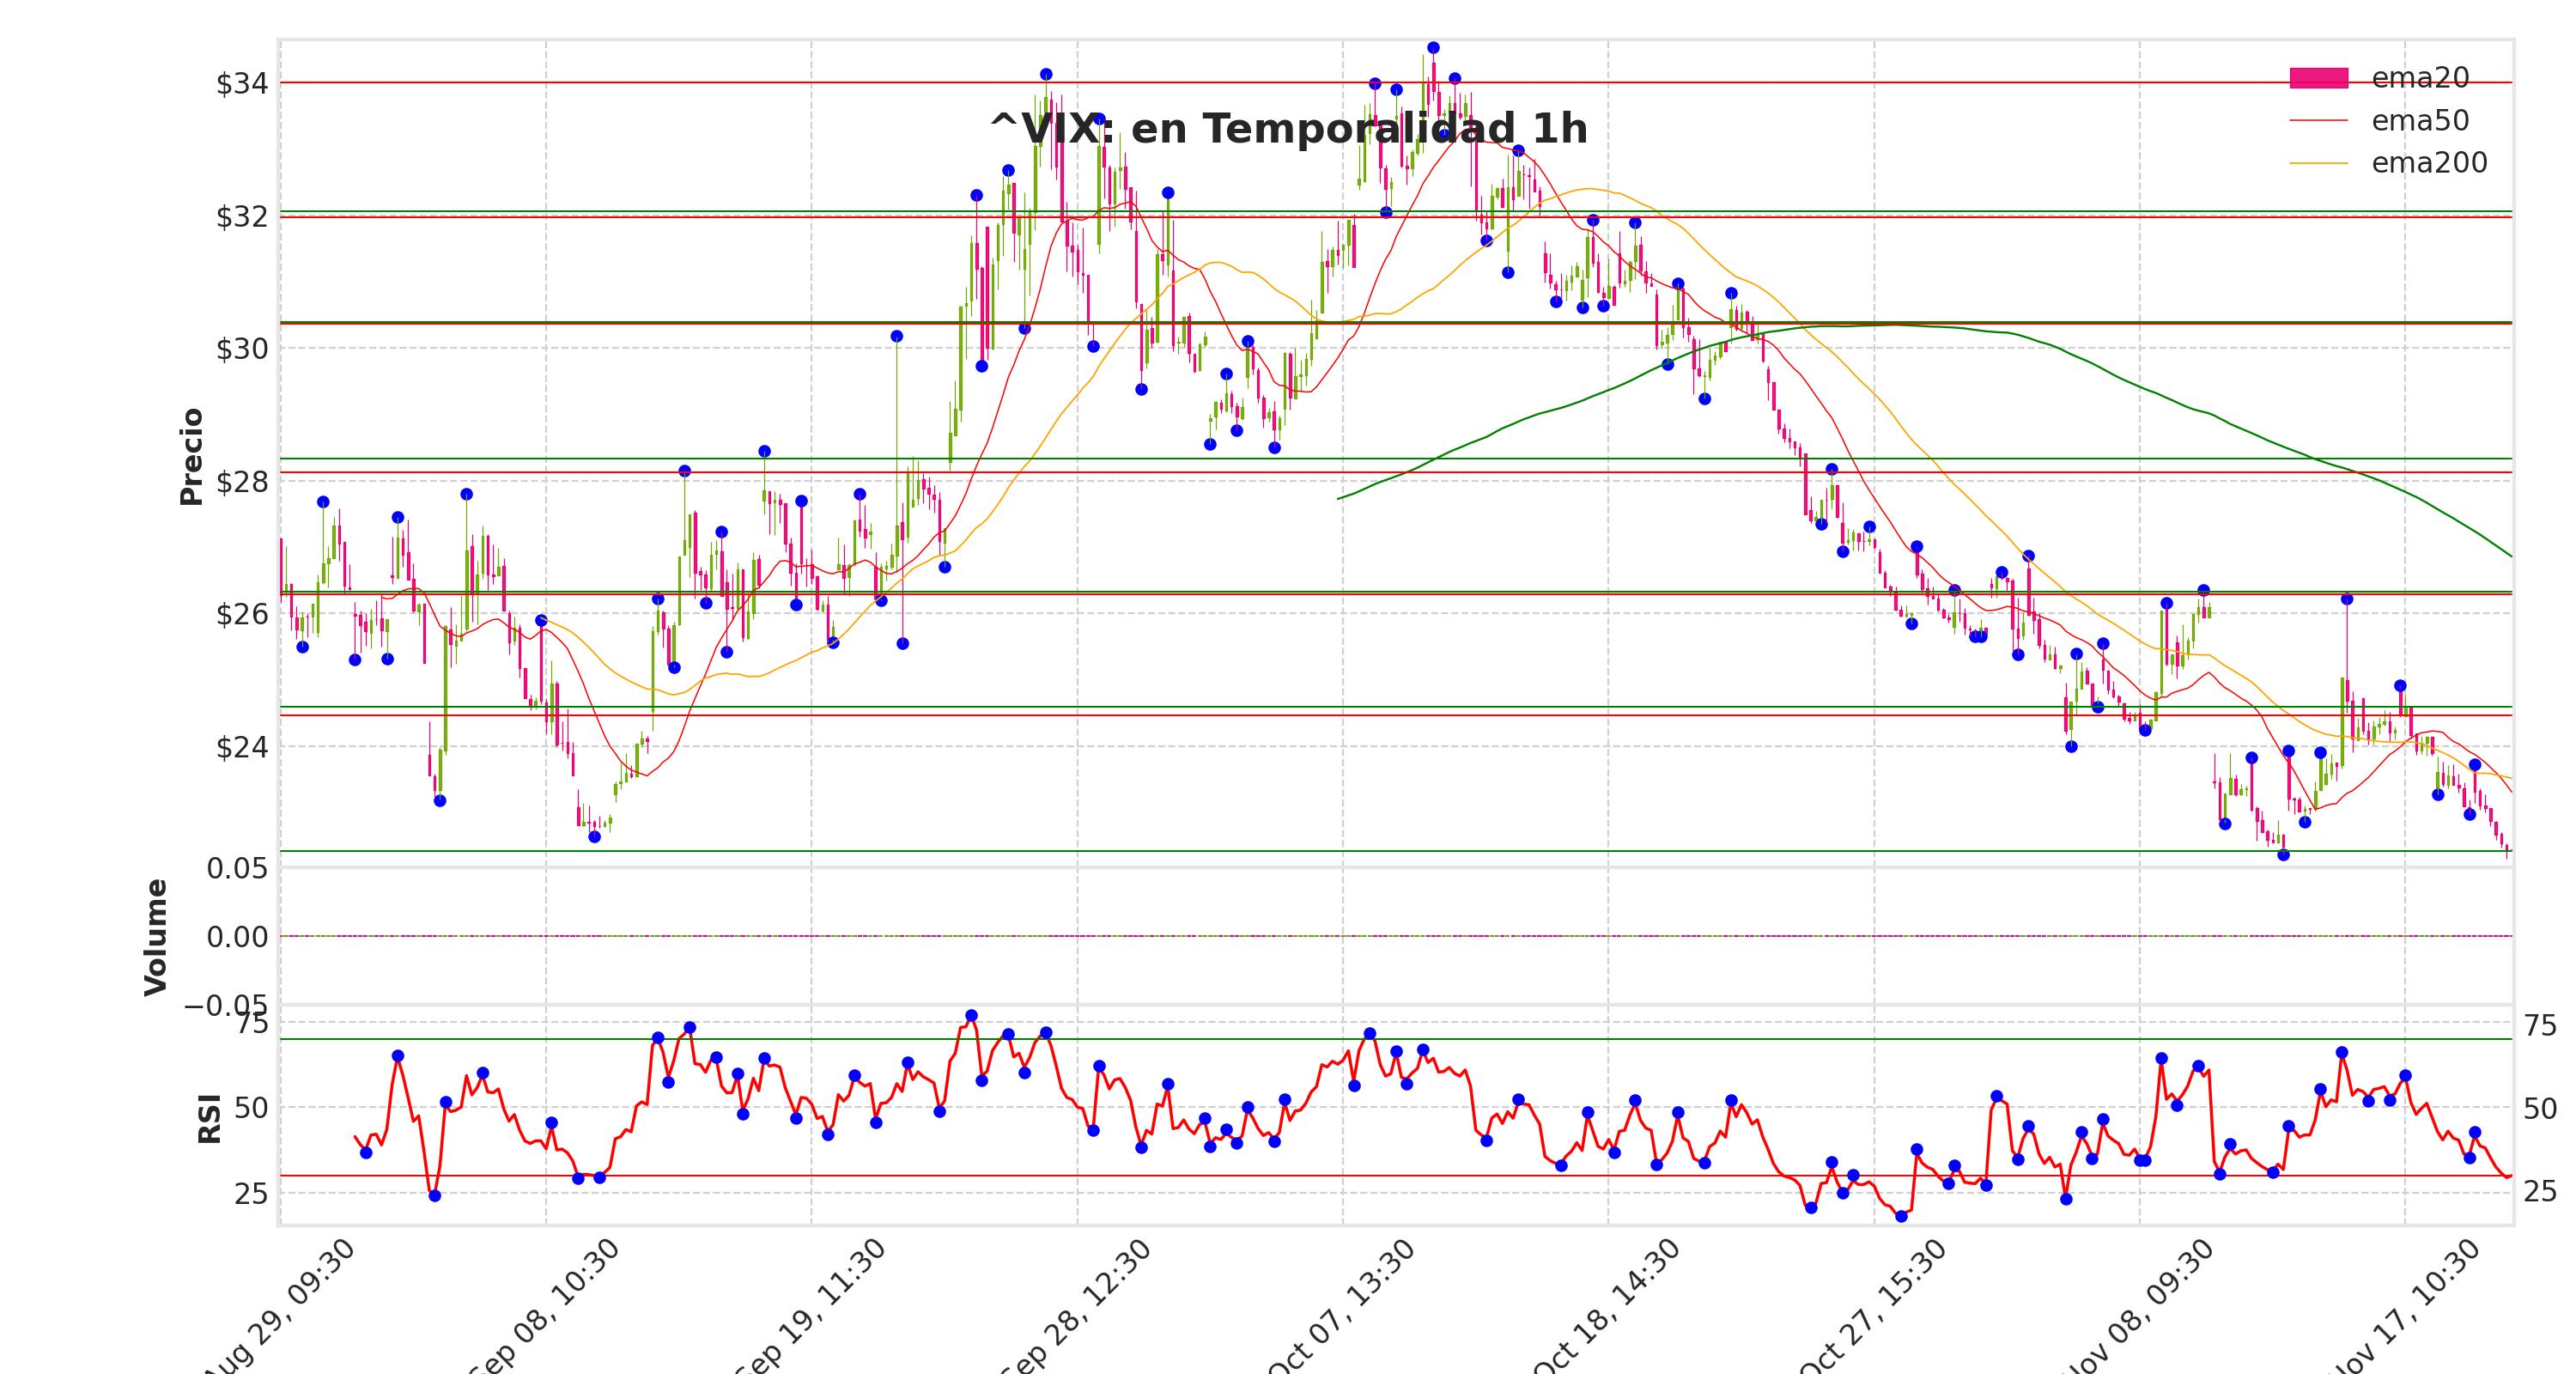 ^VIX: en Temporalidad 1h
ema20
ema50
ema200
Precio
$34
$32
$30
$28
$26
$24
Volume
0.05
0.00
−0.05
RSI
75
50
25
75
50
25
Aug 29, 09:30
Sep 08, 10:30
Sep 19, 11:30
Sep 28, 12:30
Oct 07, 13:30
Oct 18, 14:30
Oct 27, 15:30
Nov 08, 09:30
Nov 17, 10:30